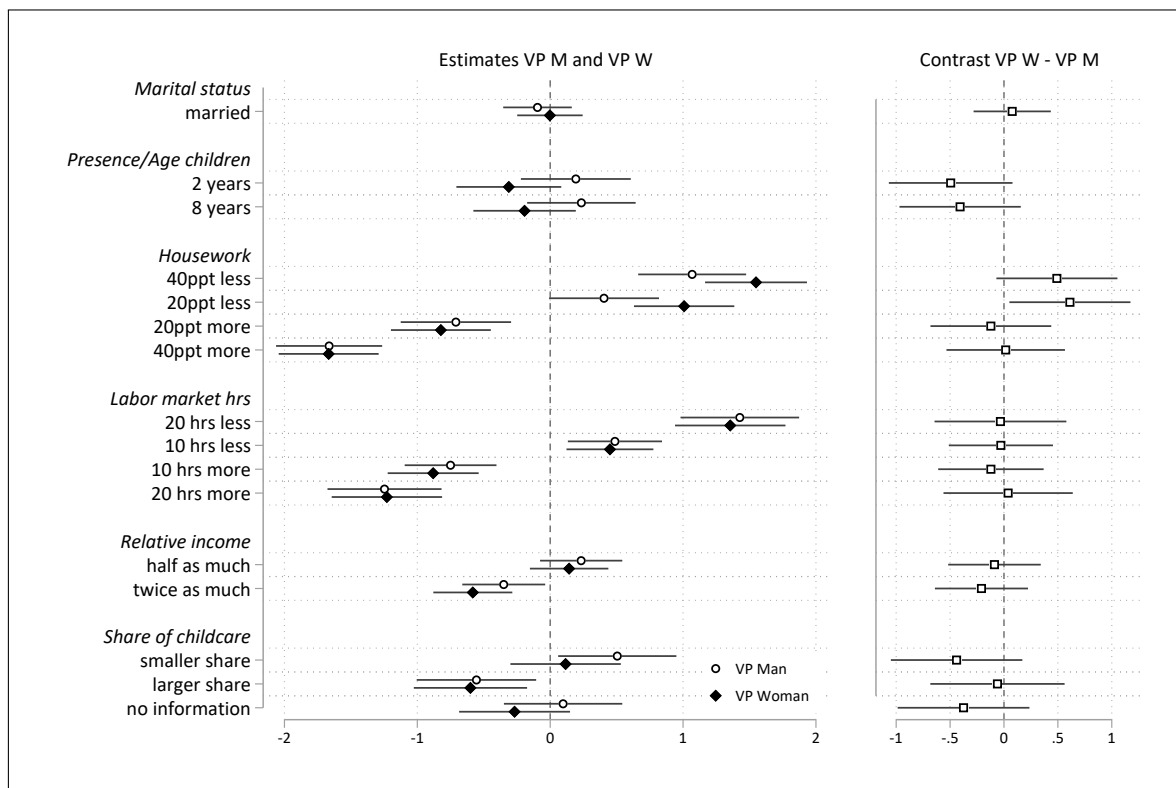 Estimates VP M and VP W
Contrast VP W - VP M
Marital status
married
Presence/Age children
2 years
8 years
Housework
40ppt less
20ppt less
20ppt more
40ppt more
Labor market hrs
20 hrs less
10 hrs less
10 hrs more
20 hrs more
Relative income
half as much
twice as much
Share of childcare
smaller share
larger share
no information
VP Man
VP Woman
-2 -1 0 1 2
-1 -.5 0 .5 1